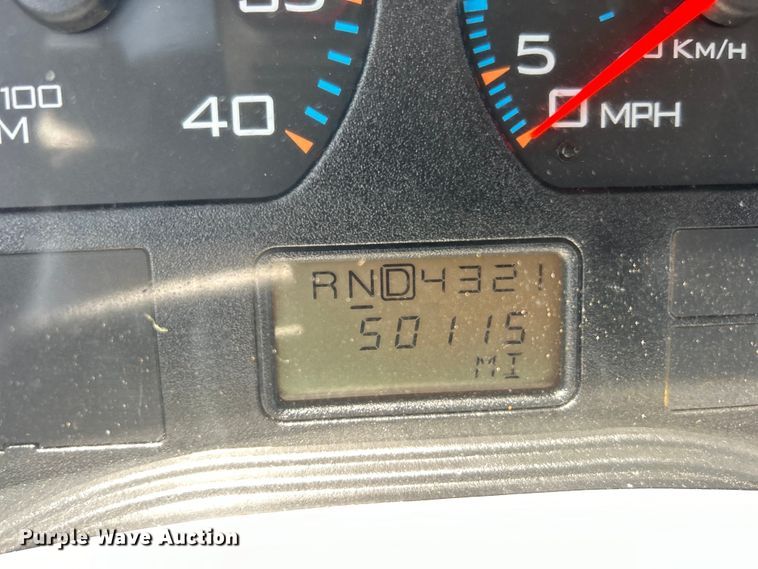 100
40
M
5
Km/h
0 MPH
RND4321
50115
MI
Purple Wave Auction